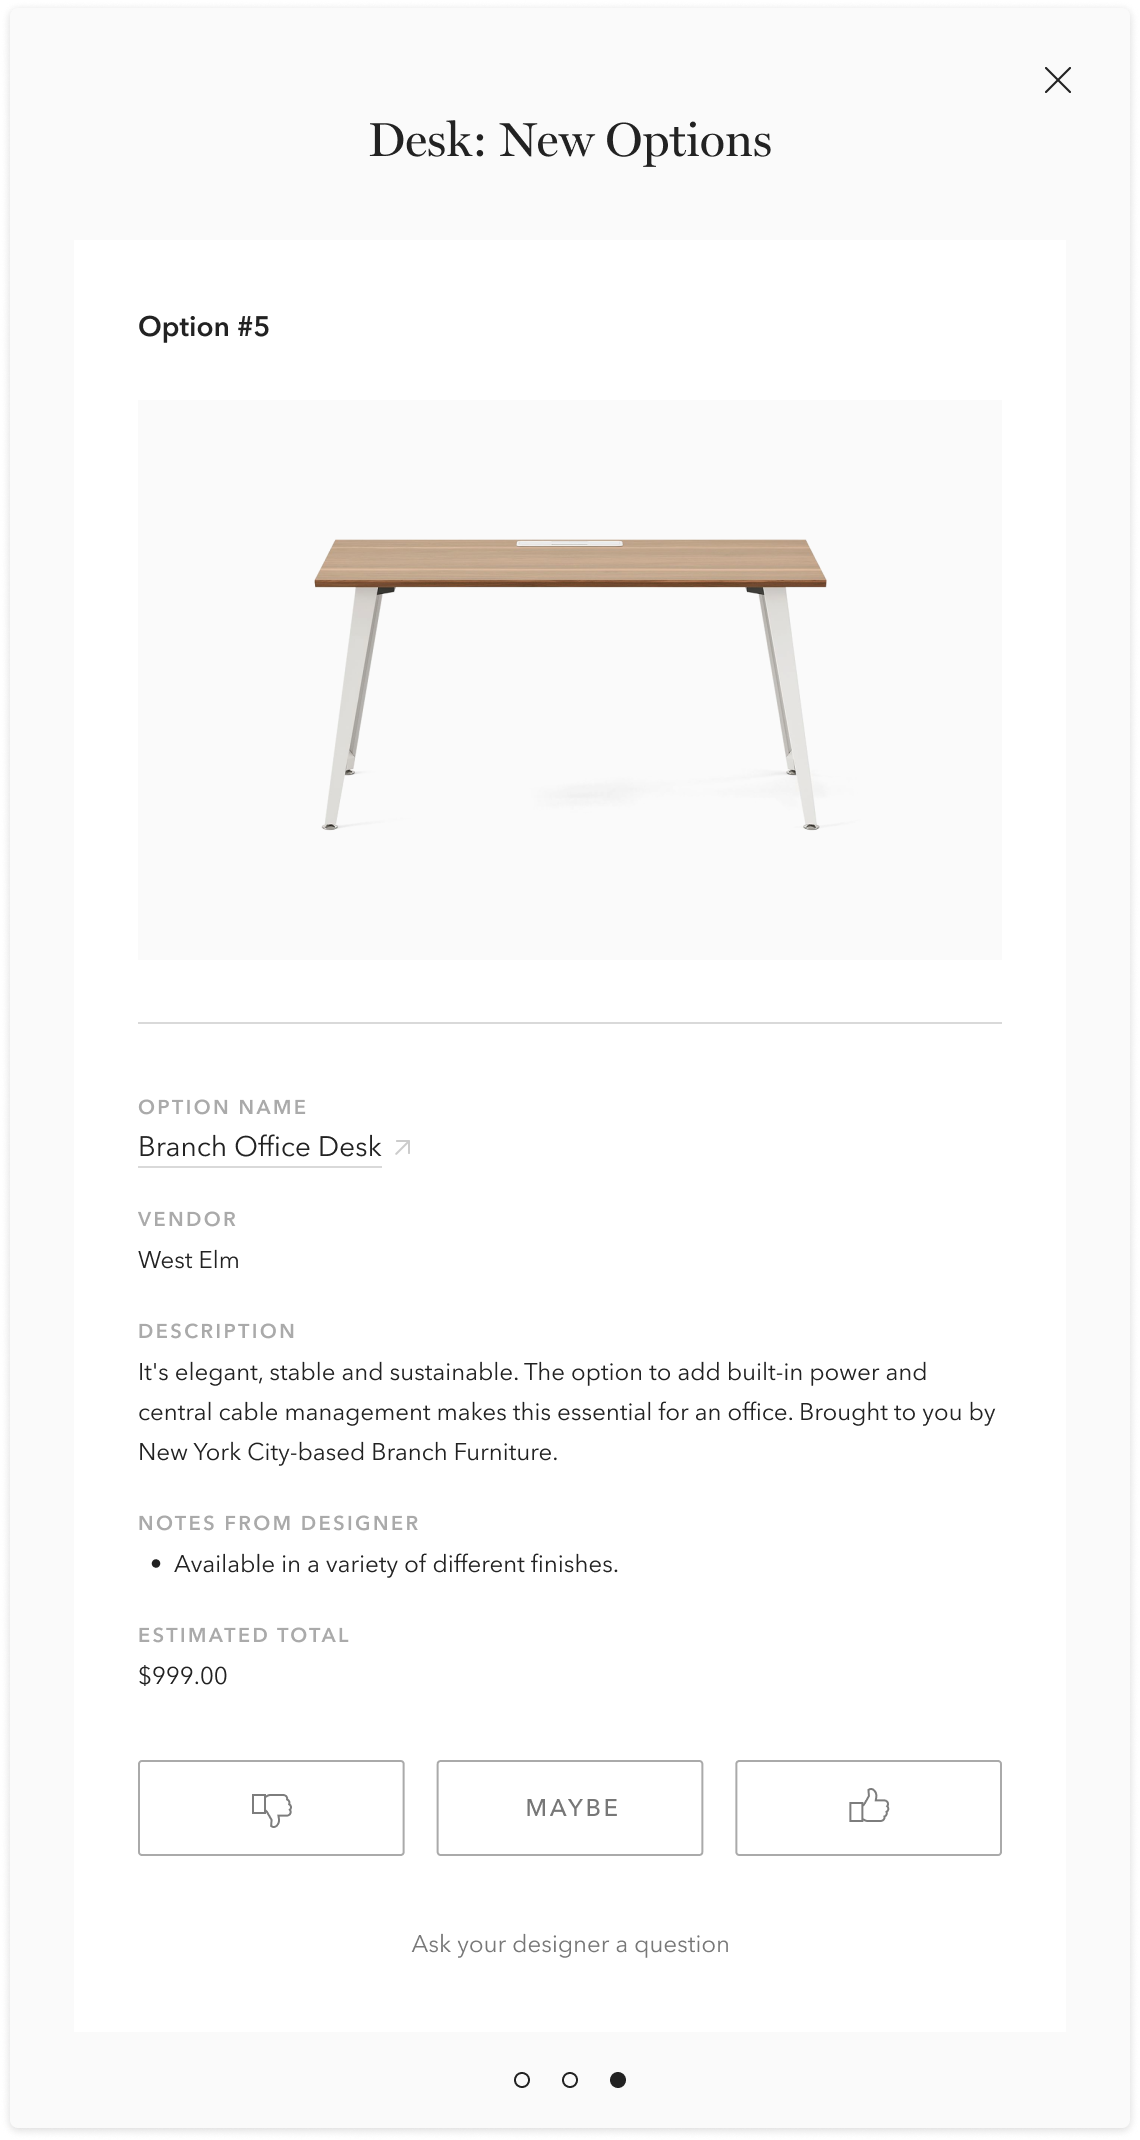 Desk: New Options
Option #5
OPTION NAME
Branch Office Desk
VENDOR
West Elm
DESCRIPTION
It's elegant, stable and sustainable. The option to add built-in power and
central cable management makes this essential for an office. Brought to you by
New York City-based Branch Furniture.
NOTES FROM DESIGNER
• Available in a variety of different finishes.
ESTIMATED TOTAL
$999.00
MAYBE
Ask your designer a question